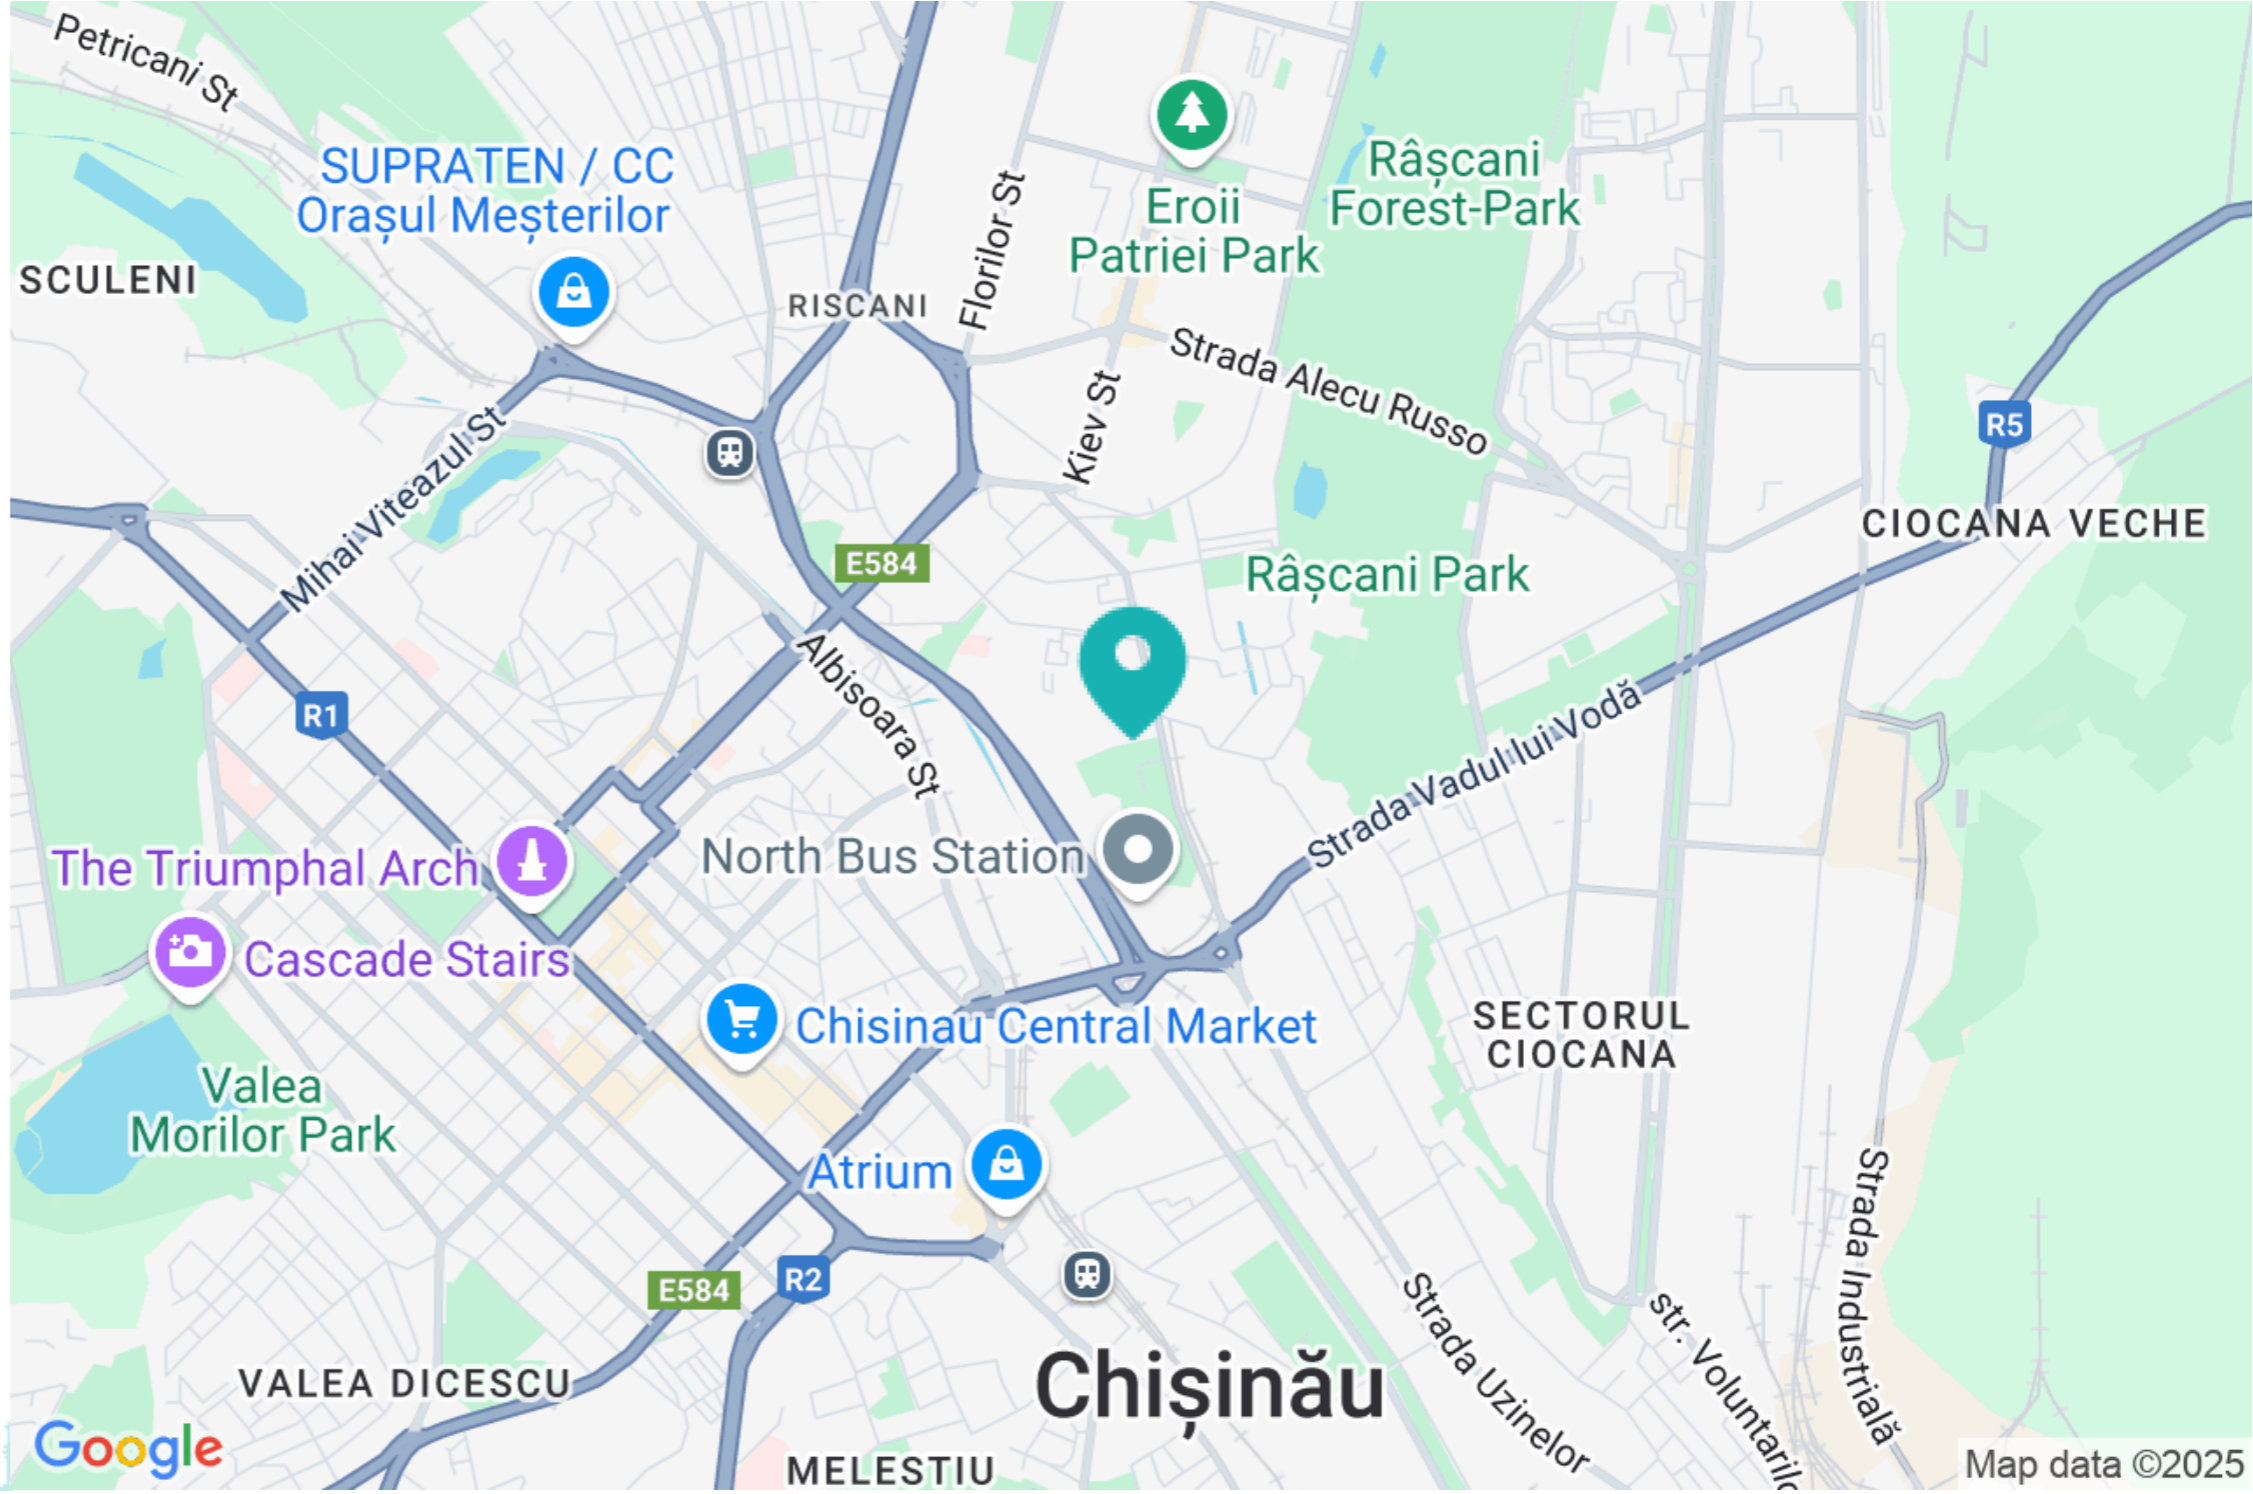 Petricani St
SUPRATEN / CC
Orașul Meșterilor
SCULENI
RISCANI
Florilor St
Eroii
Patriei Park
Râșcani
Forest-Park
Strada Alecu Russo
Kiev St
Mihai Viteazul St
R5
CIOCANA VECHE
E584
Râșcani Park
Albisoara St
R1
Strada Vadul lui Vodă
The Triumphal Arch
North Bus Station
Cascade Stairs
Chisinau Central Market
SECTORUL
CIOCANA
Valea
Morilor Park
Atrium
Strada Industrială
E584
R2
Strada Uzinelor
str. Voluntarilo
VALEA DICESCU
Chișinău
MELESTIU
Google
Map data ©2025